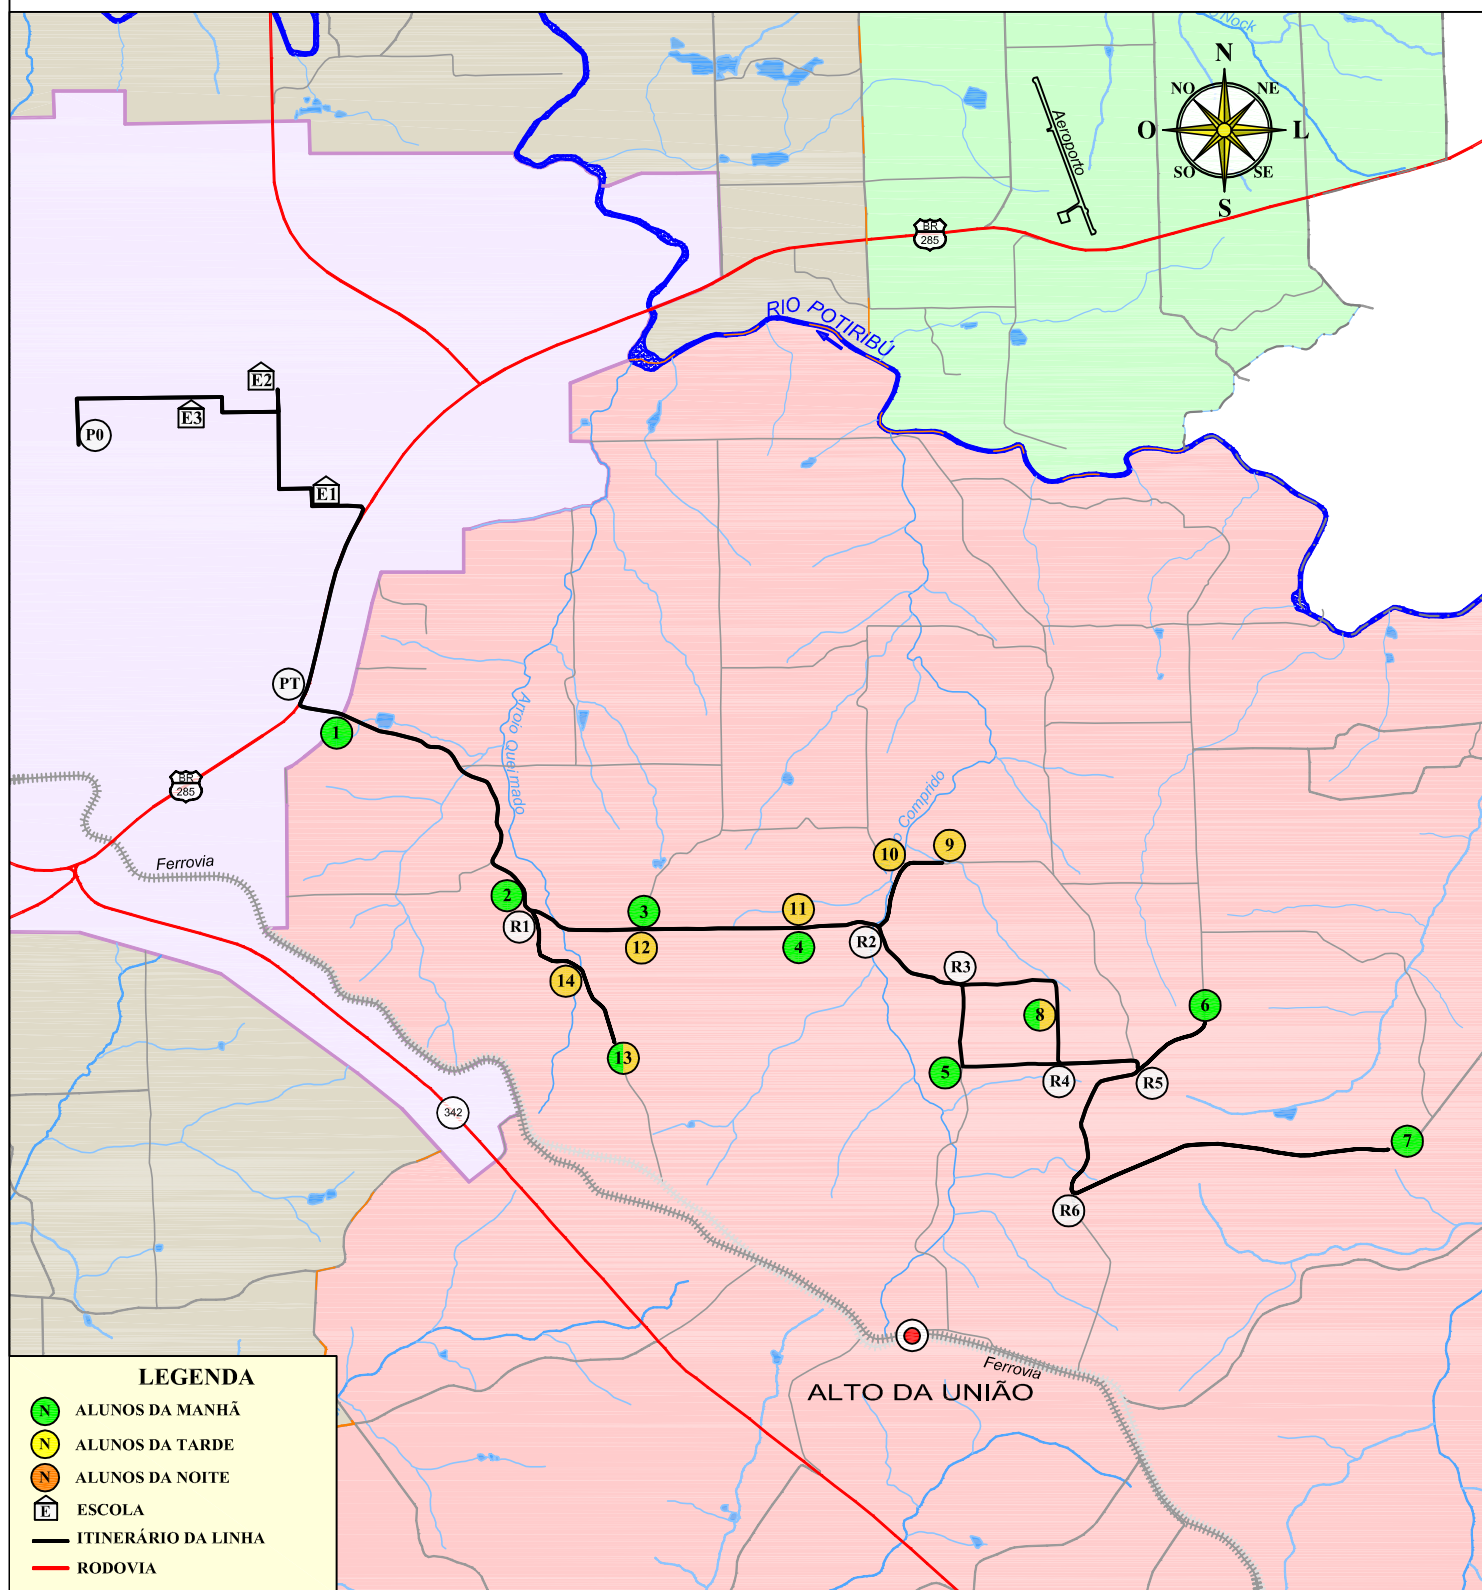 Nock
N
NO
NE
O
L
SO
SE
S
Aeroporto
BR
285
RIO POTIRIBÚ
E2
E3
P0
E1
PT
1
Arroio Queimado
BR
285
Comprido
Ferrovia
10
9
2
3
11
R1
12
4
R2
R3
14
8
6
13
5
R4
R5
342
7
R6
Ferrovia
ALTO DA UNIÃO
LEGENDA
N ALUNOS DA MANHÃ
N ALUNOS DA TARDE
N ALUNOS DA NOITE
E ESCOLA
ITINERÁRIO DA LINHA
RODOVIA